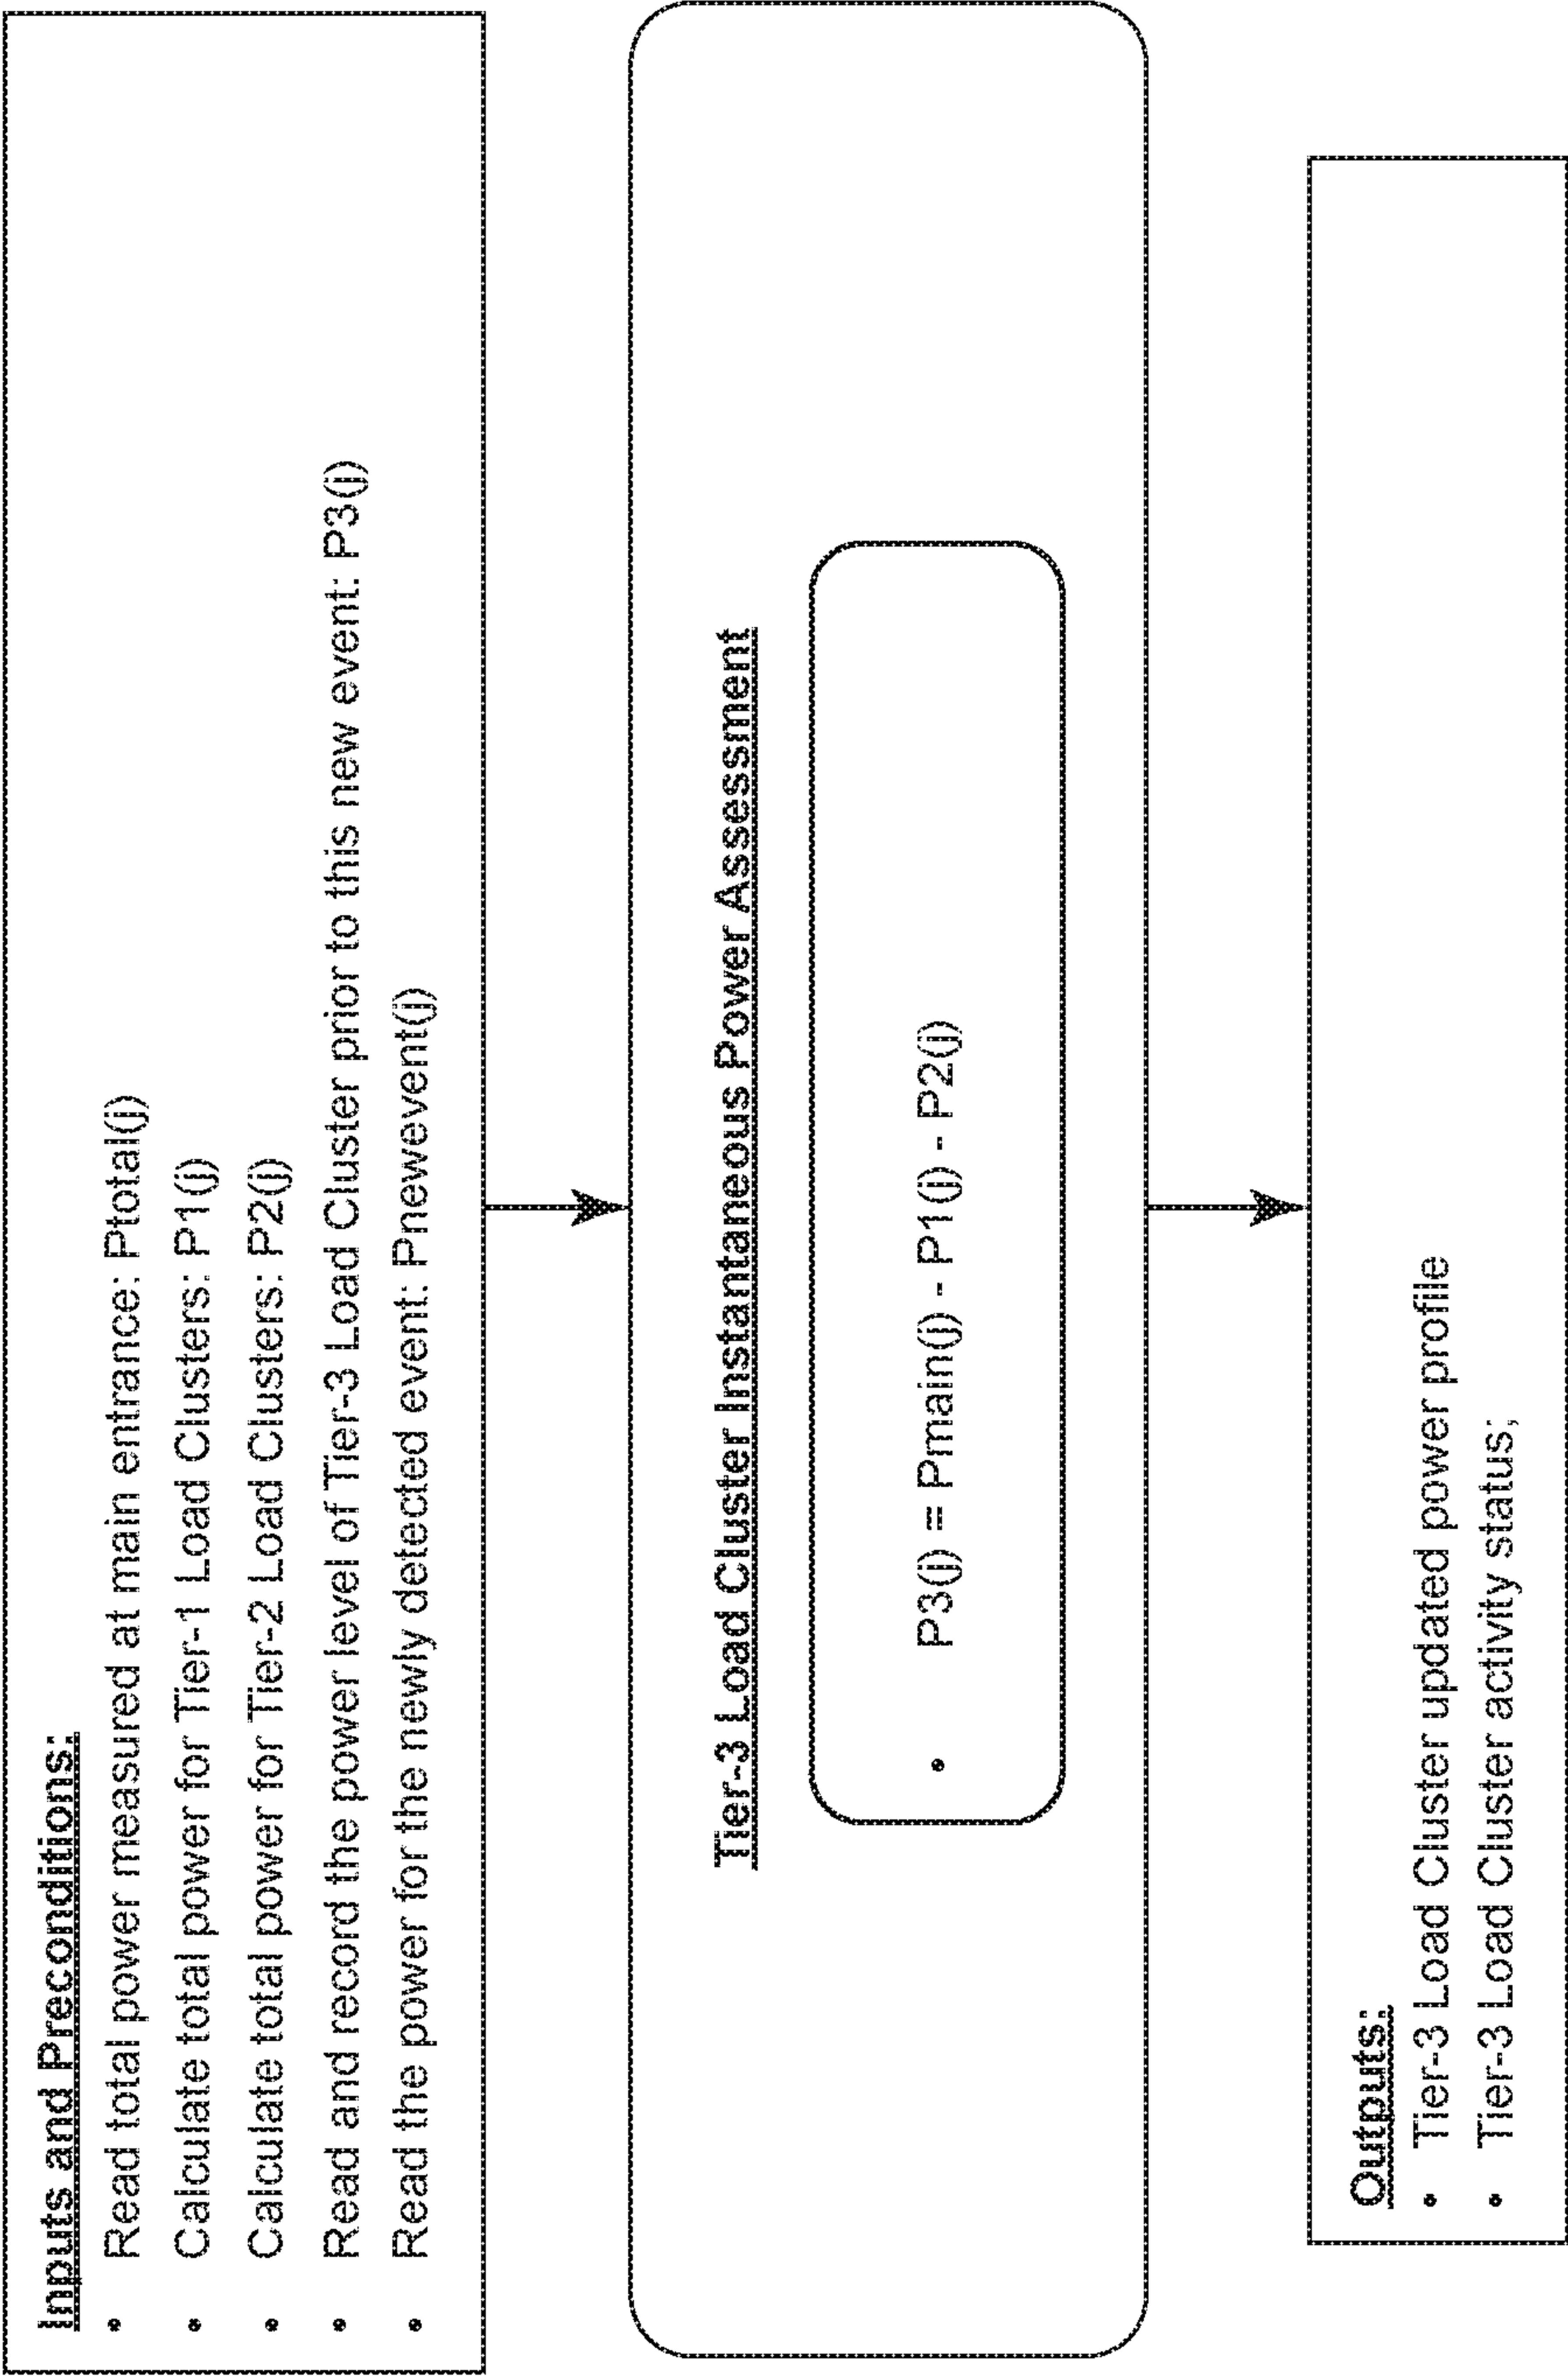 Inputs and Preconditions:
• Read total power measured at main entrance: Ptotal(j)
• Calculate total power for Tier-1 Load Clusters: P1(j)
• Calculate total power for Tier-2 Load Clusters: P2(j)
• Read and record the power level of Tier-3 Load Cluster prior to this new event: P3(j)
• Read the power for the newly detected event: Pnewevent(j)
Tier-3 Load Cluster Instantaneous Power Assessment
• P3(j) = Pmain(j) - P1(j) - P2(j)
Outputs:
• Tier-3 Load Cluster updated power profile
• Tier-3 Load Cluster activity status;